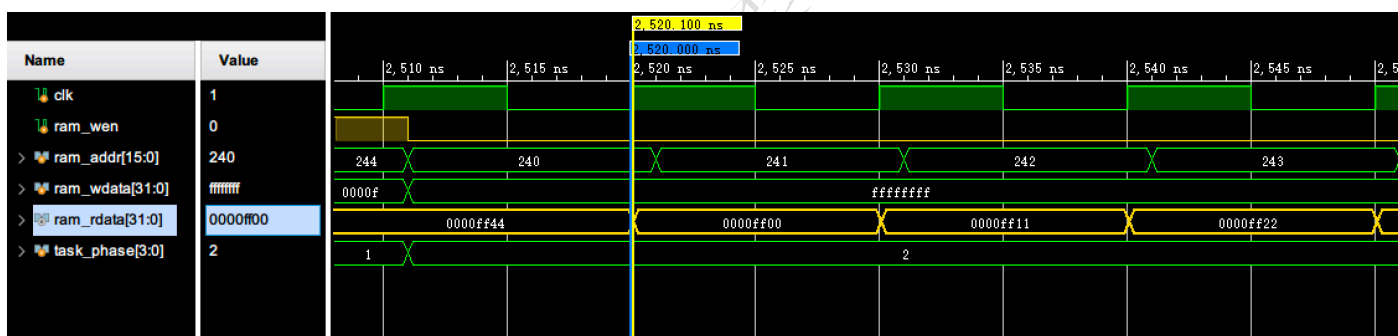 2,520.100 ns
2,520.000 ns
Name Value 2,510 ns 2,515 ns 2,520 ns 2,525 ns 2,530 ns 2,535 ns 2,540 ns 2,545 ns 2,5
clk 1
ram_wen 0
ram_addr[15:0] 240 244 240 241 242 243
ram_wdata[31:0] ffffffff 0000f ffffffff
ram_rdata[31:0] 0000ff00 0000ff44 0000ff00 0000ff11 0000ff22
task_phase[3:0] 2 1 2